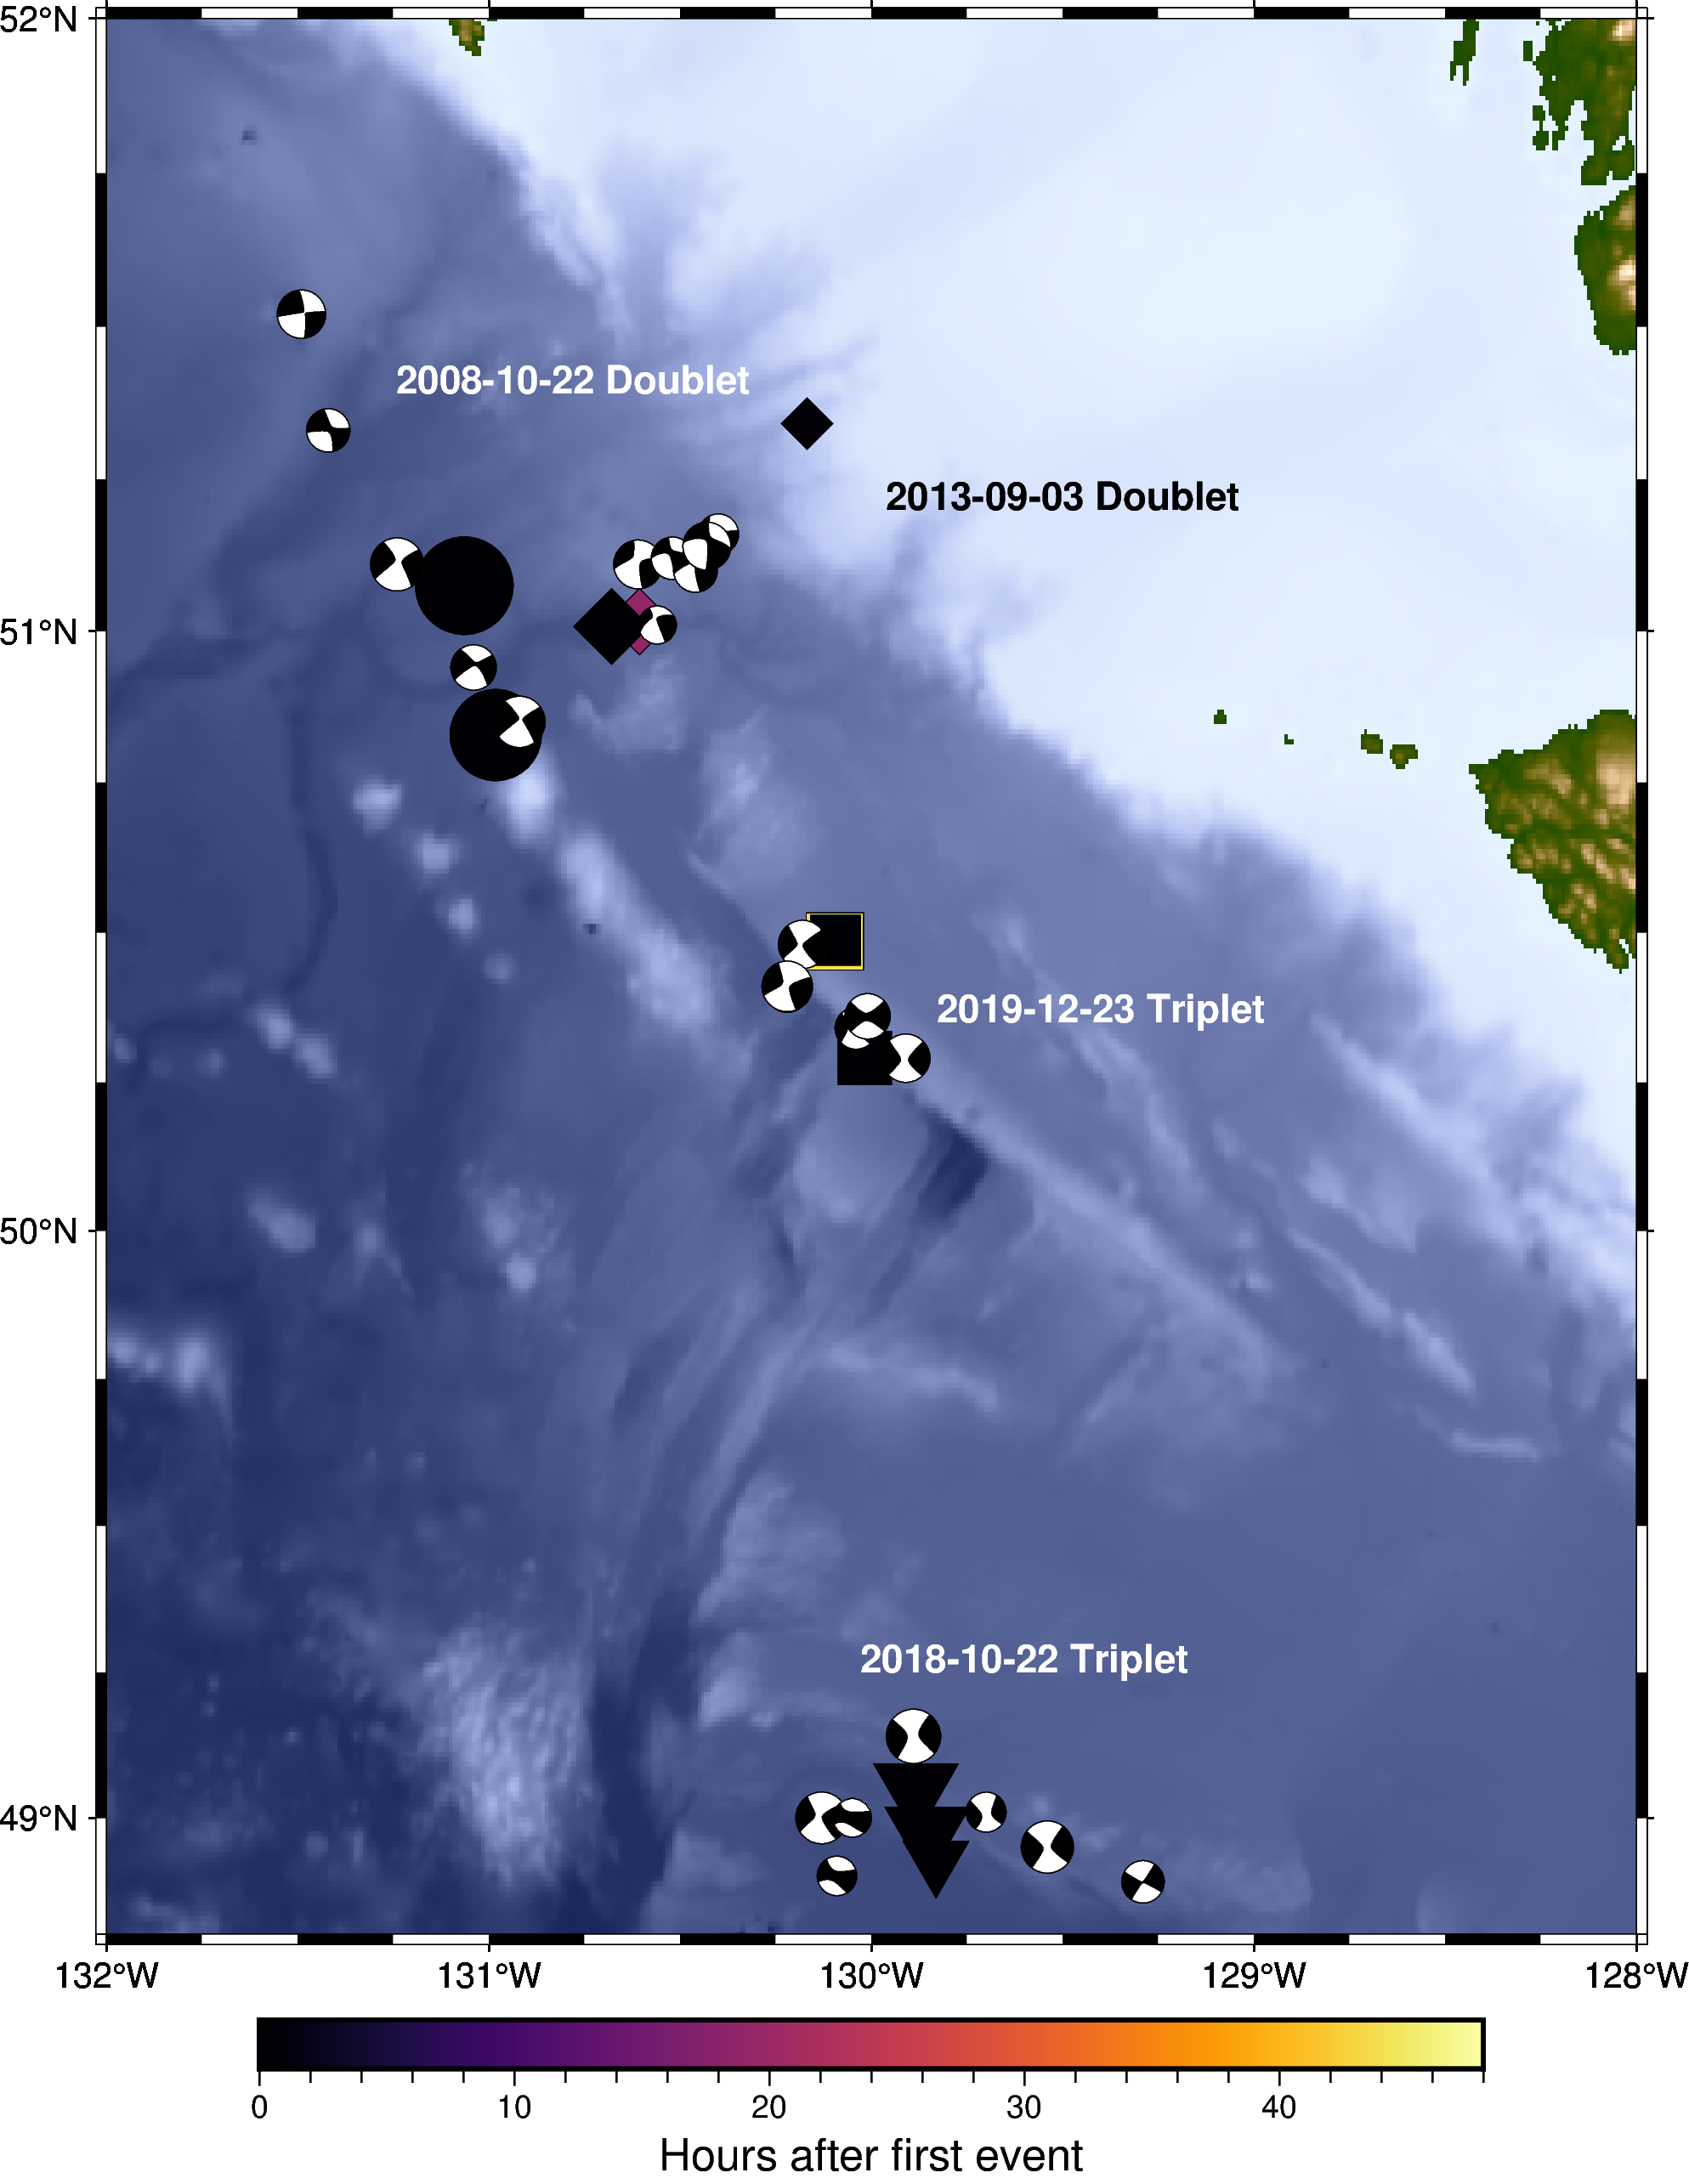 52°N
2008-10-22 Doublet
2013-09-03 Doublet
51°N
2019-12-23 Triplet
50°N
2018-10-22 Triplet
49°N
132°W 131°W 130°W 129°W 128°W
0 10 20 30 40
Hours after first event